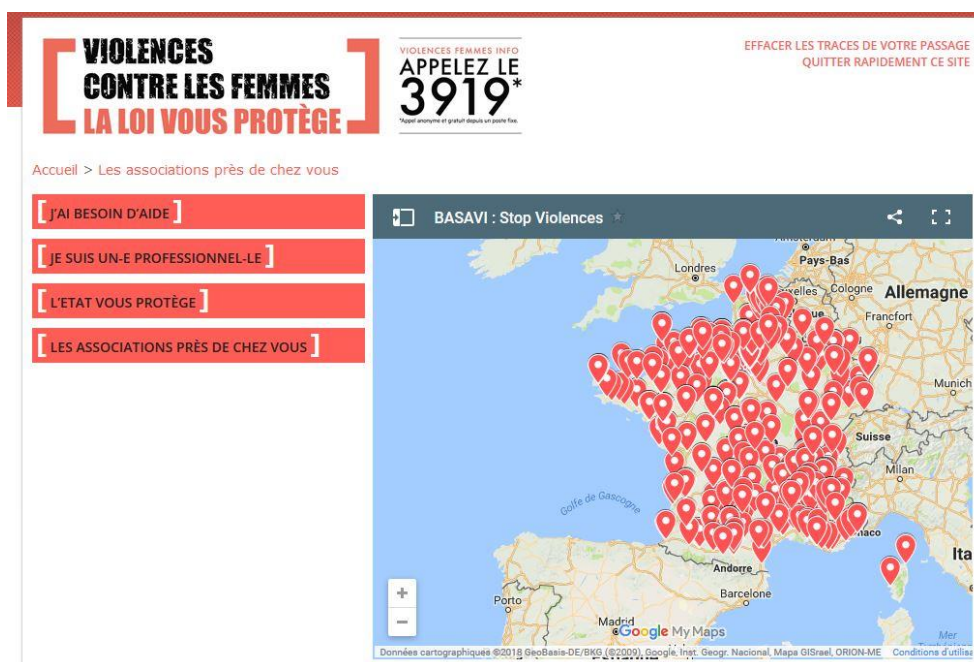 VIOLENCES
CONTRE LES FEMMES
LA LOI VOUS PROTÈGE
VIOLENCES FEMMES INFO
APPELEZ LE
3919*
*Appel anonyme et gratuit depuis un poste fixe.
EFFACER LES TRACES DE VOTRE PASSAGE
QUITTER RAPIDEMENT CE SITE
Accueil > Les associations près de chez vous
[ J'AI BESOIN D'AIDE ]
[ JE SUIS UN-E PROFESSIONNEL-LE ]
[ L'ETAT VOUS PROTÈGE ]
[ LES ASSOCIATIONS PRÈS DE CHEZ VOUS ]
BASAVI : Stop Violences
Pays-Bas
Londres
Cologne
Allemagne
Francfort
Munich
Suisse
Milan
Golfe de Gascogne
Ita
Andorre
Barcelone
Porto
Madrid
Google My Maps
Mer
+
−
Données cartographiques ©2018 GeoBasis-DE/BKG (©2009), Google, Inst. Geogr. Nacional, Mapa GISrael, ORION-ME
Conditions d'utilisa